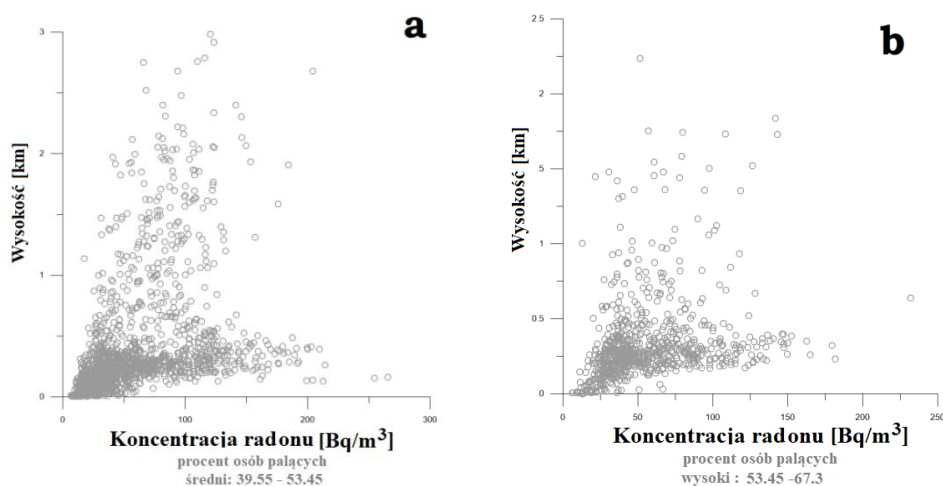 a
3
2
1
0
Wysokość [km]
0
100
200
300
Koncentracja radonu [Bq/m³]
procent osób palących
średni: 39.55 - 53.45
b
2.5
2
.5
1
0.5
0
Wysokość [km]
0
50
100
150
200
250
Koncentracja radonu [Bq/m³]
procent osób palących
wysoki : 53.45 -67.3